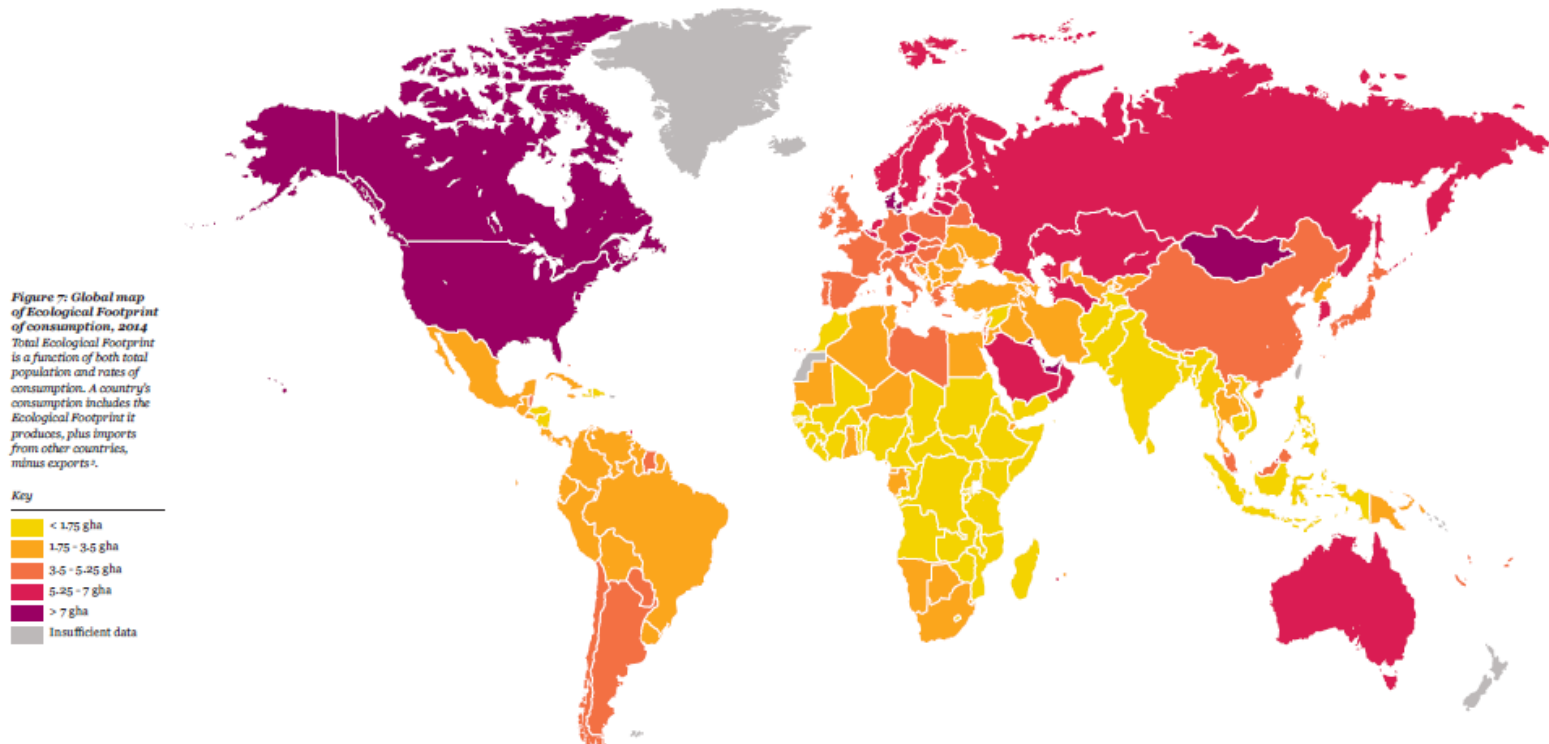 Figure 7: Global map
of Ecological Footprint
of consumption, 2014
Total Ecological Footprint
is a function of both total
population and rates of
consumption. A country's
consumption includes the
Ecological Footprint it
produces, plus imports
from other countries,
minus exports².
Key
< 1.75 gha
1.75 - 3.5 gha
3.5 - 5.25 gha
5.25 - 7 gha
> 7 gha
Insufficient data